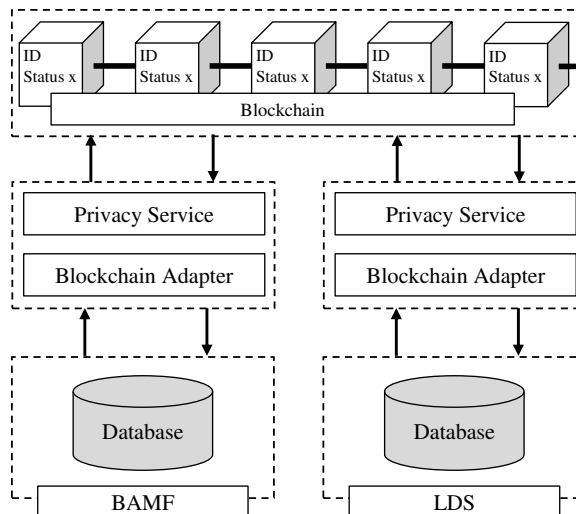 ID
Status x
ID
Status x
ID
Status x
ID
Status x
ID
Status x
Blockchain
Privacy Service
Blockchain Adapter
Privacy Service
Blockchain Adapter
Database
Database
BAMF
LDS